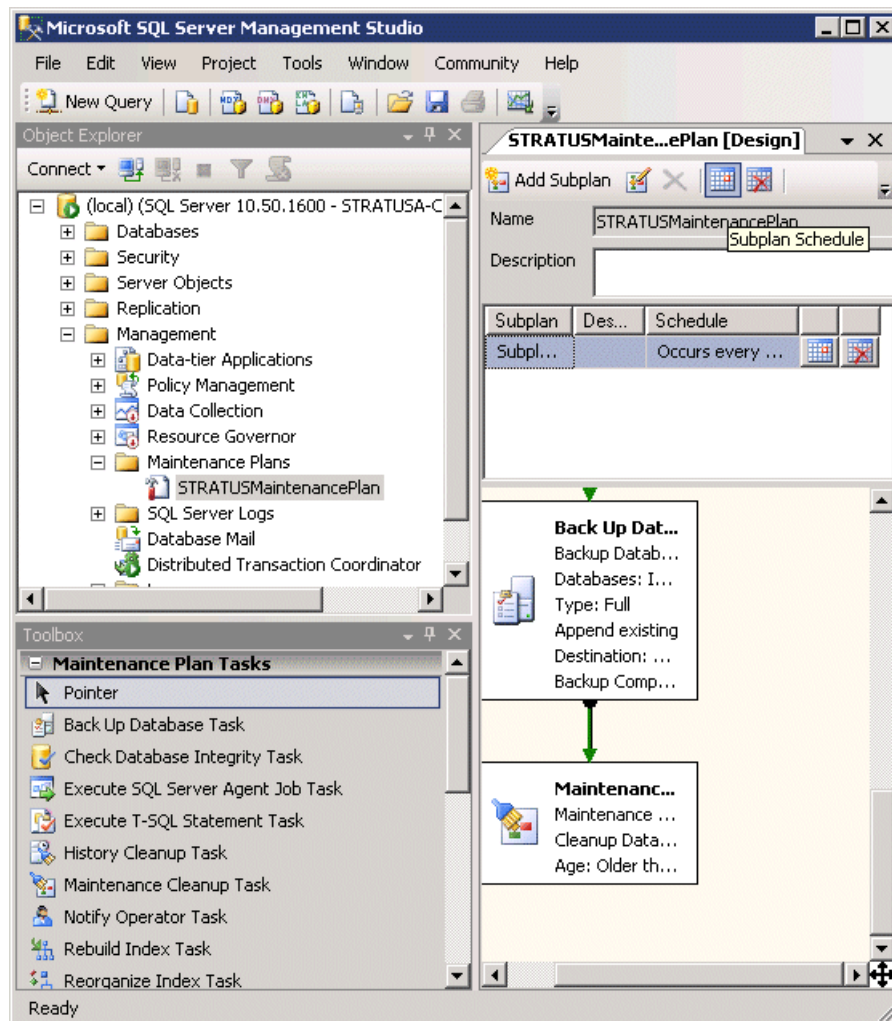 Microsoft SQL Server Management Studio
File Edit View Project Tools Window Community Help
New Query
Object Explorer
Connect
(local) (SQL Server 10.50.1600 - STRATUSA-C
Databases
Security
Server Objects
Replication
Management
Data-tier Applications
Policy Management
Data Collection
Resource Governor
Maintenance Plans
STRATUSMaintenancePlan
SQL Server Logs
Database Mail
Distributed Transaction Coordinator
Toolbox
Maintenance Plan Tasks
Pointer
Back Up Database Task
Check Database Integrity Task
Execute SQL Server Agent Job Task
Execute T-SQL Statement Task
History Cleanup Task
Maintenance Cleanup Task
Notify Operator Task
Rebuild Index Task
Reorganize Index Task
Ready
STRATUSMainte...ePlan [Design]
Add Subplan
Name STRATUSMaintenancePlan
Subplan Schedule
Description
Subplan Des... Schedule
Subpl... Occurs every ...
Back Up Dat...
Backup Datab...
Databases: I...
Type: Full
Append existing
Destination: ...
Backup Comp...
Maintenanc...
Maintenance ...
Cleanup Data...
Age: Older th...